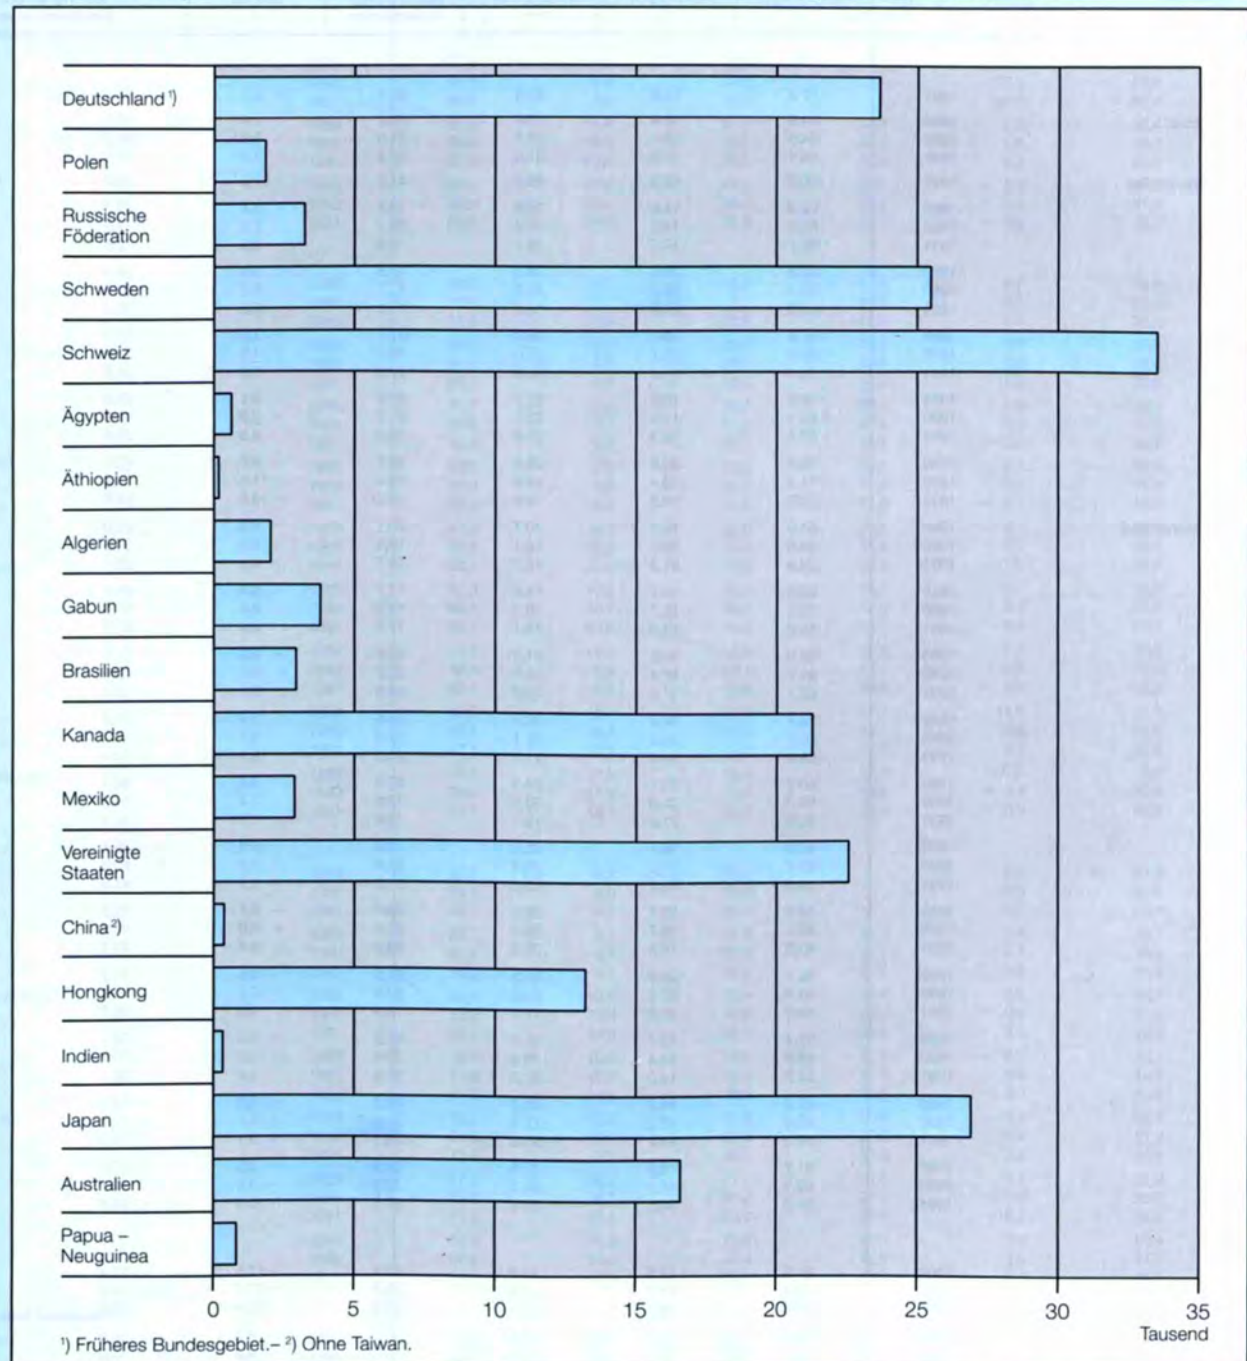 Deutschland ¹)
Polen
Russische
Föderation
Schweden
Schweiz
Ägypten
Äthiopien
Algerien
Gabun
Brasilien
Kanada
Mexiko
Vereinigte
Staaten
China ²)
Hongkong
Indien
Japan
Australien
Papua –
Neuguinea
0 5 10 15 20 25 30 35
Tausend
¹) Früheres Bundesgebiet.– ²) Ohne Taiwan.